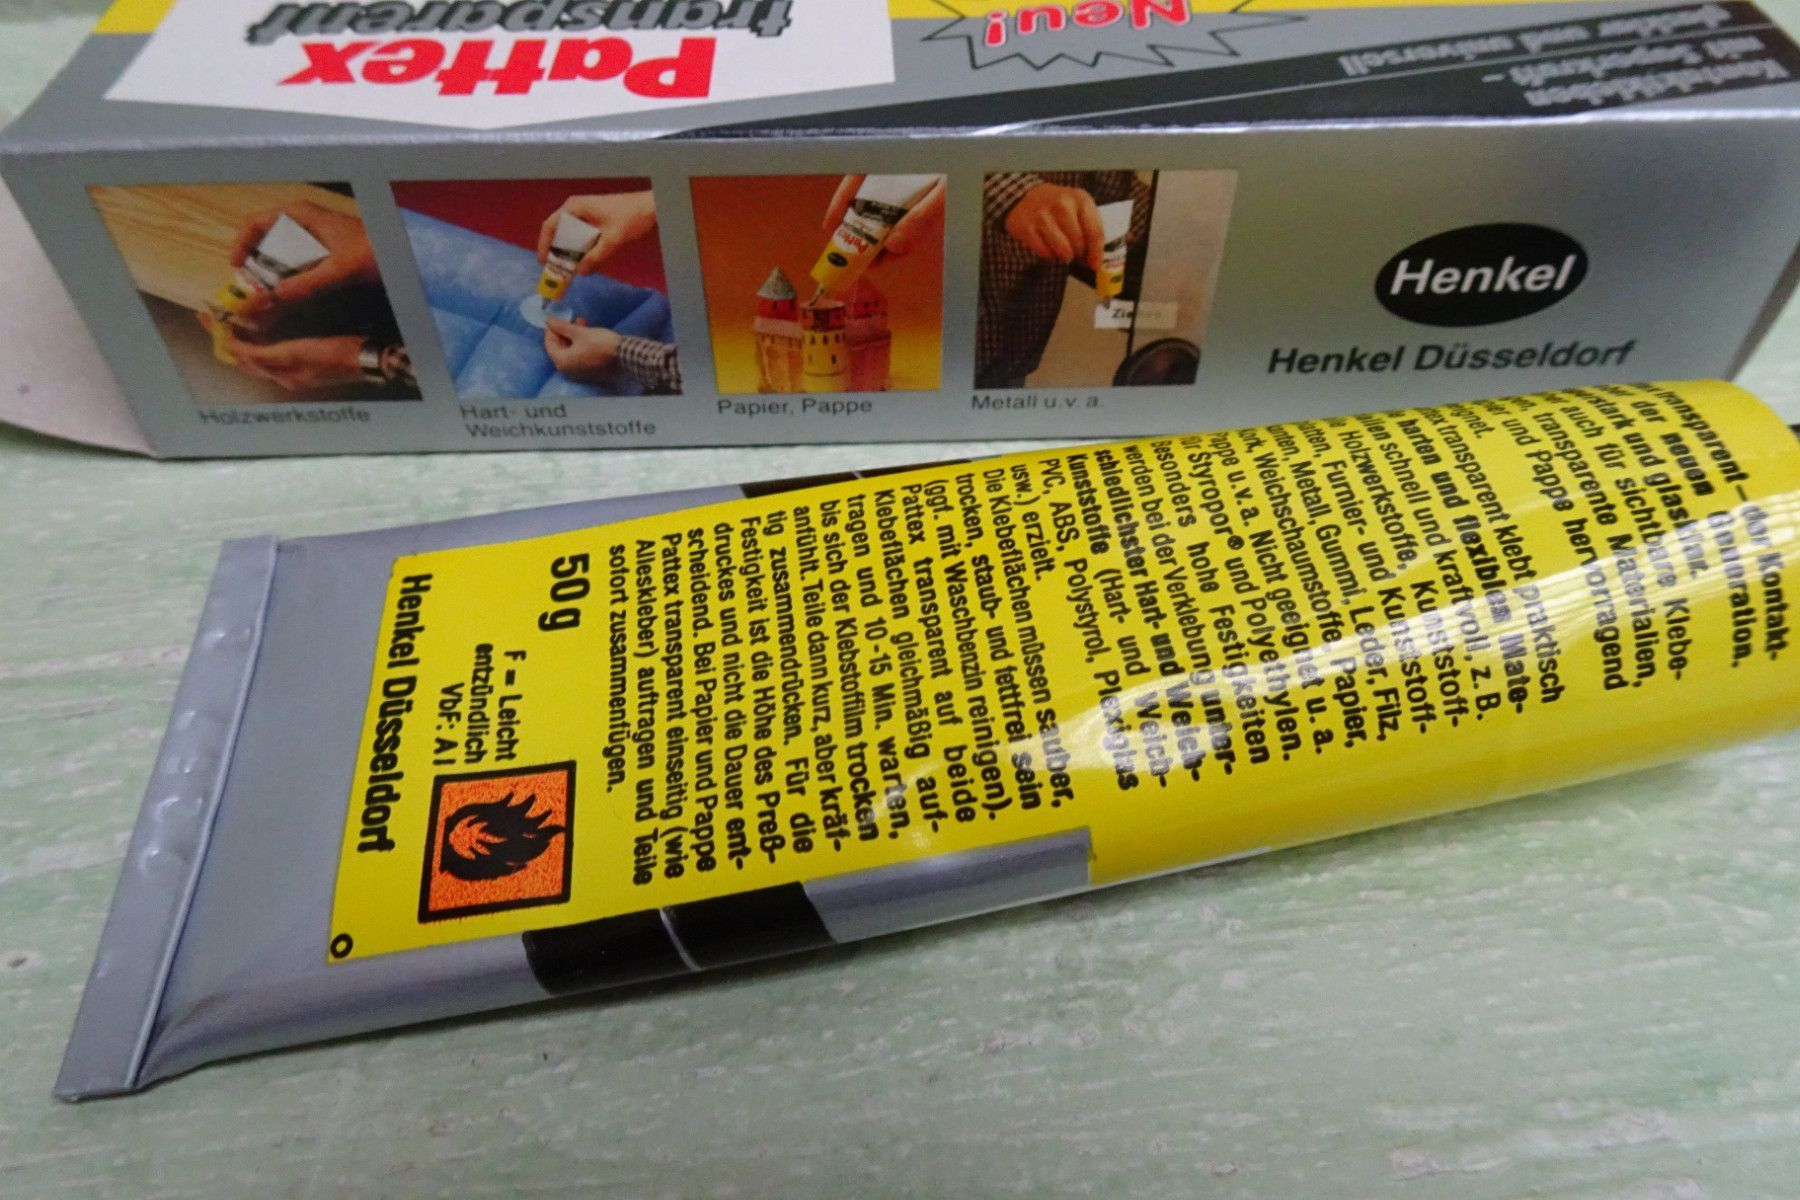 Pattex
transparent
Neu!
Kontaktkleben
mit Superkraft -
glasklar und universell
Holzwerkstoffe
Hart- und
Weichkunststoffe
Papier, Pappe
Metall u.v.a.
Henkel
Henkel Düsseldorf
transparent – der Kontakt-
der neuen Generation.
und glasklar.
auch für sichtbare Klebe-
transparente Materialien,
und Pappe hervorragend
transparent klebt praktisch
harten und flexiblen Mate-
schnell und kraftvoll, z. B.
Holzwerkstoffe, Kunststoff-
Furnier- und Kunststoff-
Metall, Gummi, Leder, Filz,
Weichschaumstoffe, Papier,
Pappe u.v.a. Nicht geeignet u. a.
für Styropor® und Polyethylen.
Besonders hohe Festigkeiten
werden bei der Verklebung unter-
schiedlichster Hart- und Weich-
Kunststoffe (Hart- und Weich-
PVC, ABS, Polystyrol, Plexiglas
usw.) erzielt.
Die Klebeflächen müssen sauber,
trocken, staub- und fettfrei sein
(ggf. mit Waschbenzin reinigen).
Pattex transparent auf beide
Klebeflächen gleichmäßig auf-
tragen und 10-15 Min. warten,
bis sich der Klebstoffilm trocken
anfühlt. Teile dann kurz, aber kräf-
tig zusammendrücken. Für die
Festigkeit ist die Höhe des Preß-
druckes und nicht die Dauer ent-
scheidend. Bei Papier und Pappe
Pattex transparent einseitig (wie
Alleskleber) auftragen und Teile
sofort zusammenfügen.
50 g
F = Leicht
entzündlich
VbF: A I
Henkel Düsseldorf